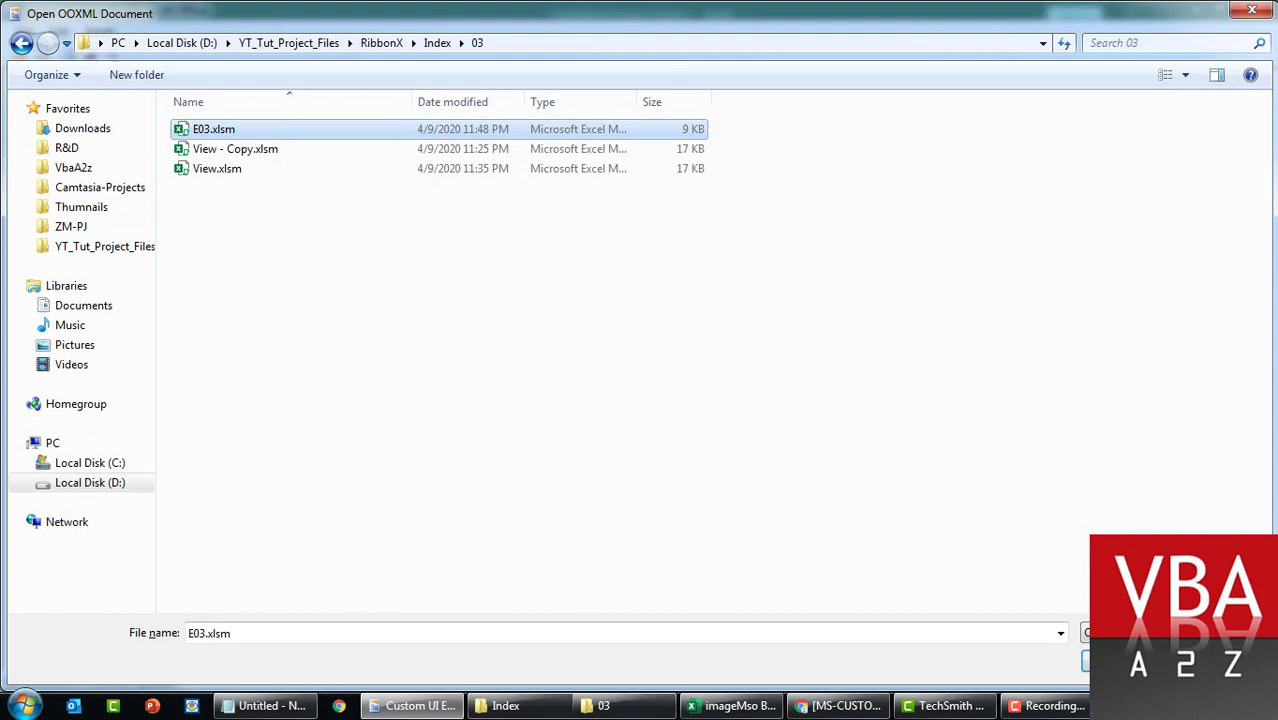 Open OOXML Document
PC Local Disk (D:) YT_Tut_Project_Files RibbonX Index 03
Search 03
Organize New folder
Name Date modified Type Size
Favorites
Downloads
R&D
VbaA2z
Camtasia-Projects
Thumnails
ZM-PJ
YT_Tut_Project_Files
Libraries
Documents
Music
Pictures
Videos
Homegroup
PC
Local Disk (C:)
Local Disk (D:)
Network
E03.xlsm 4/9/2020 11:48 PM Microsoft Excel M... 9 KB
View - Copy.xlsm 4/9/2020 11:25 PM Microsoft Excel M... 17 KB
View.xlsm 4/9/2020 11:35 PM Microsoft Excel M... 17 KB
File name: E03.xlsm
VBA
A 2 Z
Untitled - N... Custom UI E... Index 03 imageMso B... [MS-CUSTO... TechSmith ... Recording...